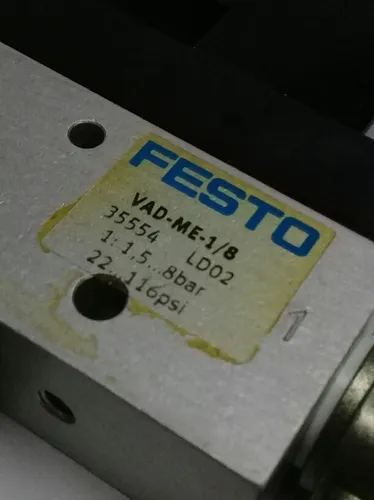 FESTO
VAD-ME-1/8
35554 LD02
1: 1,5...8bar
22...116psi
1